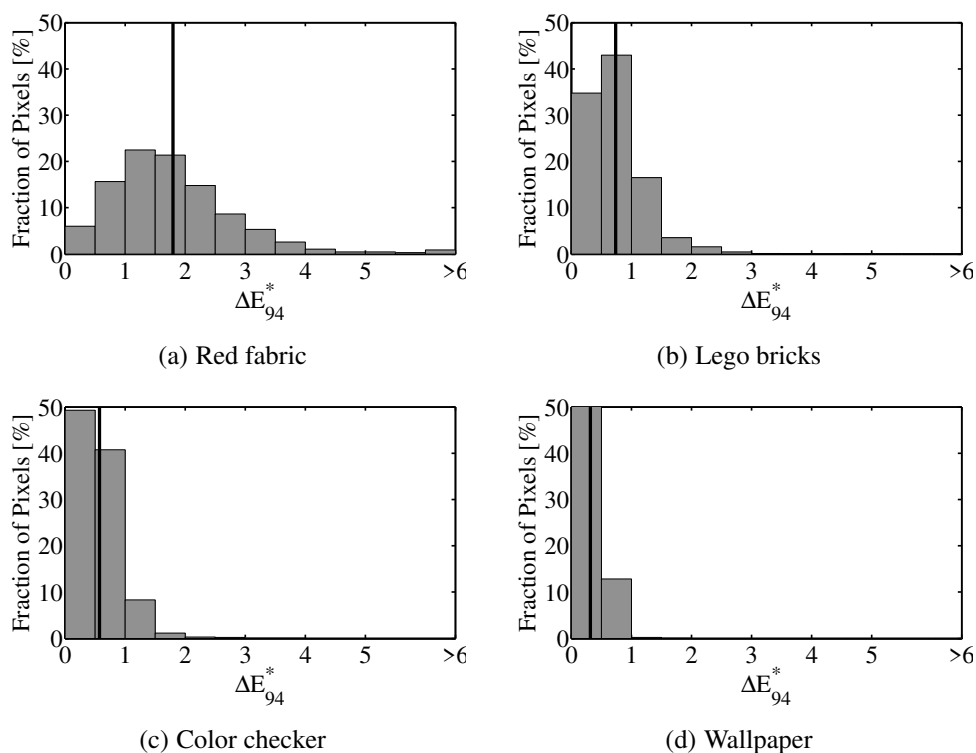 50
40
30
20
10
0
Fraction of Pixels [%]
0 1 2 3 4 5 >6
ΔE*94
(a) Red fabric
50
40
30
20
10
0
Fraction of Pixels [%]
0 1 2 3 4 5 >6
ΔE*94
(b) Lego bricks
50
40
30
20
10
0
Fraction of Pixels [%]
0 1 2 3 4 5 >6
ΔE*94
(c) Color checker
50
40
30
20
10
0
Fraction of Pixels [%]
0 1 2 3 4 5 >6
ΔE*94
(d) Wallpaper